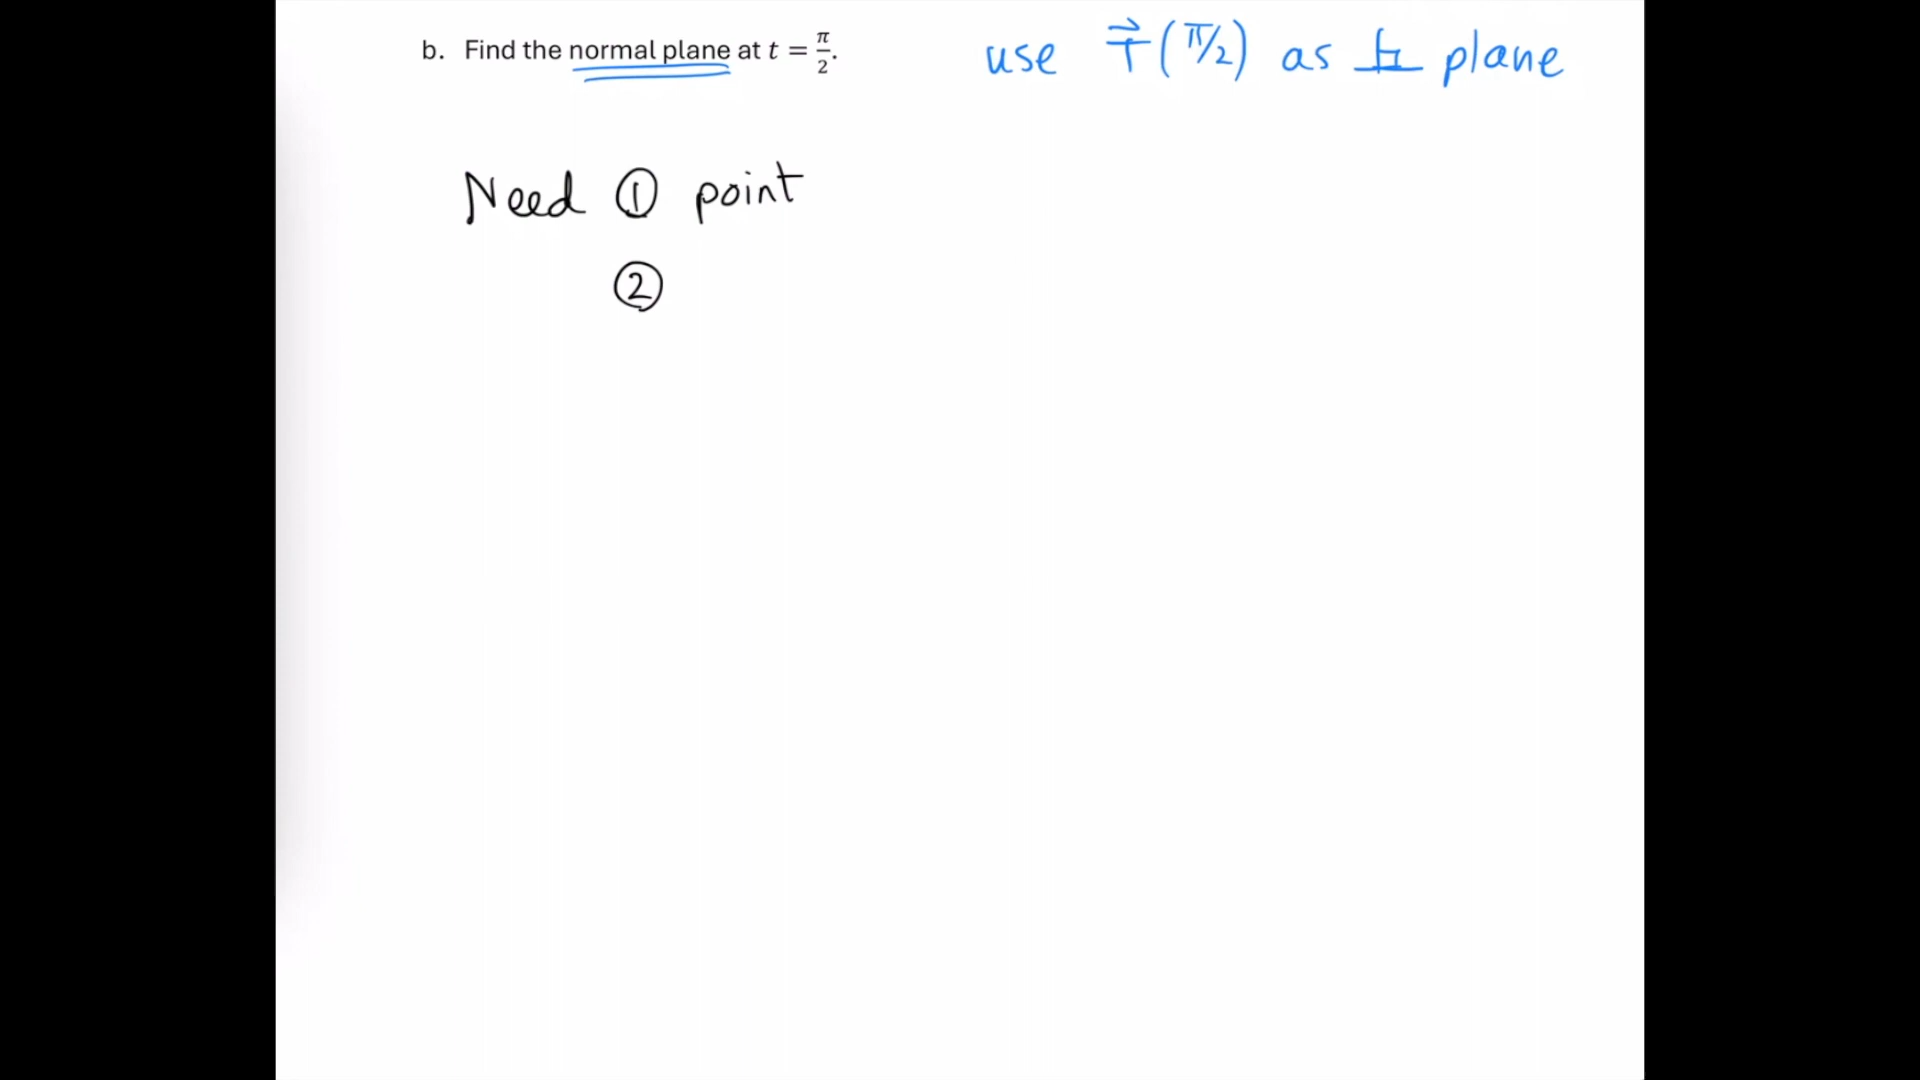 b. Find the normal plane at t = π/2.
use T⃗(π/2) as ⊥ plane
Need ① point
②